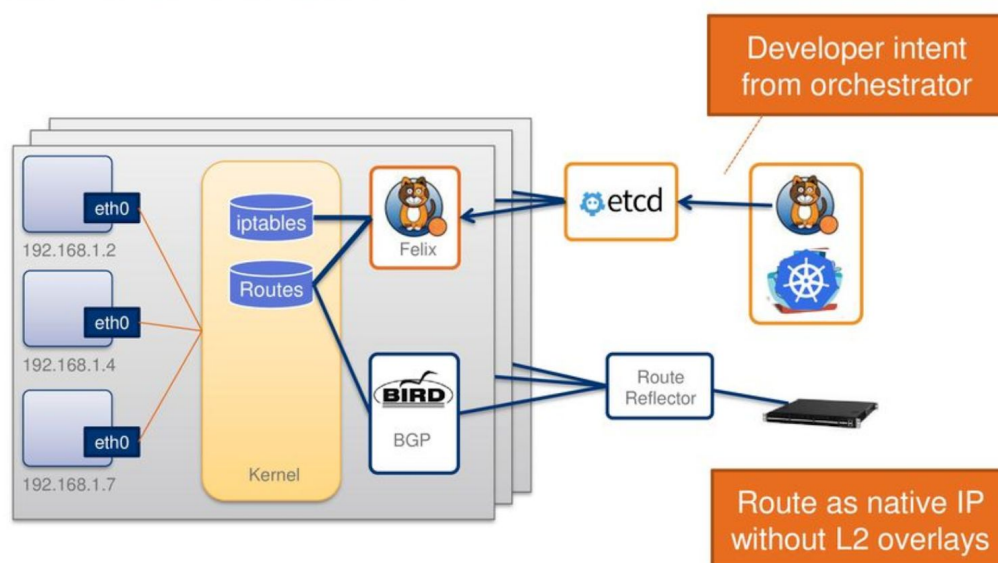 Developer intent
from orchestrator
eth0
192.168.1.2
eth0
192.168.1.4
eth0
192.168.1.7
iptables
Routes
Kernel
Felix
BIRD
BGP
etcd
Route
Reflector
Route as native IP
without L2 overlays